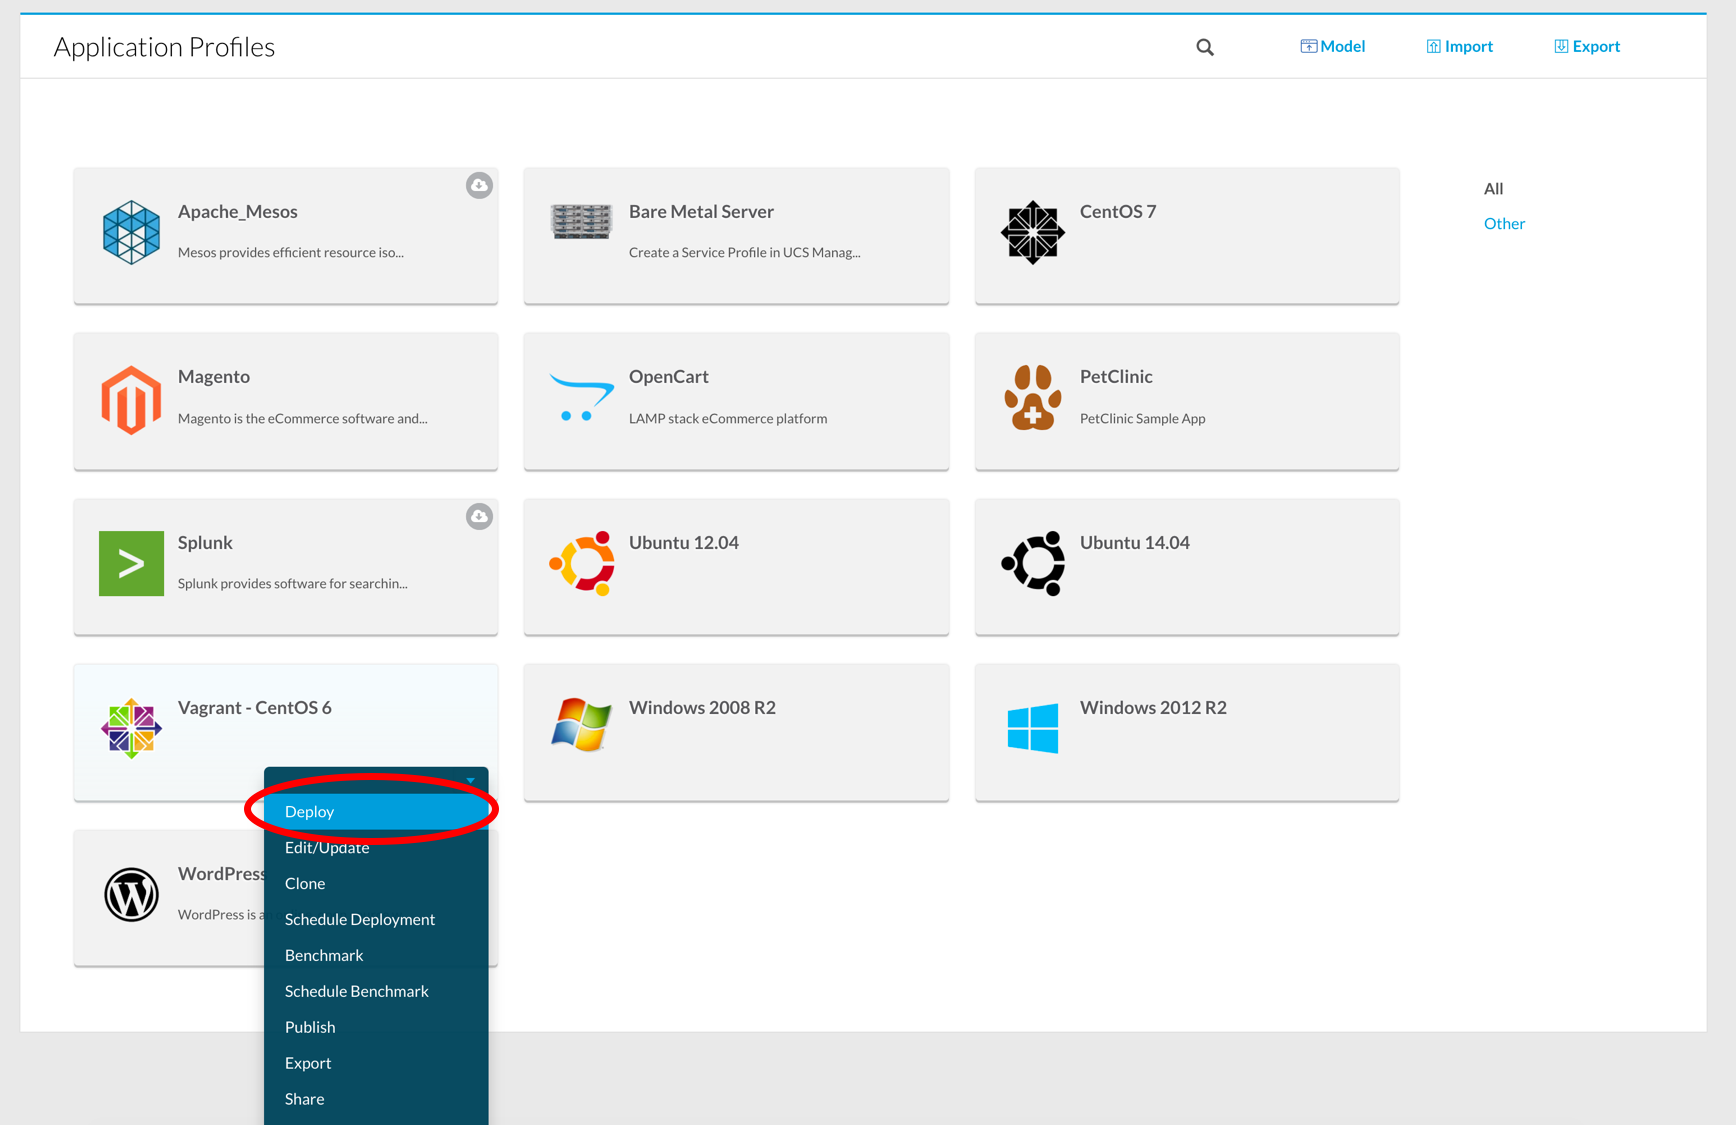 Application Profiles
Model
Import
Export
Apache_Mesos
Mesos provides efficient resource iso...
Bare Metal Server
Create a Service Profile in UCS Manag...
CentOS 7
All
Other
Magento
Magento is the eCommerce software and...
OpenCart
LAMP stack eCommerce platform
PetClinic
PetClinic Sample App
Splunk
Splunk provides software for searchin...
Ubuntu 12.04
Ubuntu 14.04
Vagrant - CentOS 6
Windows 2008 R2
Windows 2012 R2
WordPress
WordPress is
Deploy
Edit/Update
Clone
Schedule Deployment
Benchmark
Schedule Benchmark
Publish
Export
Share